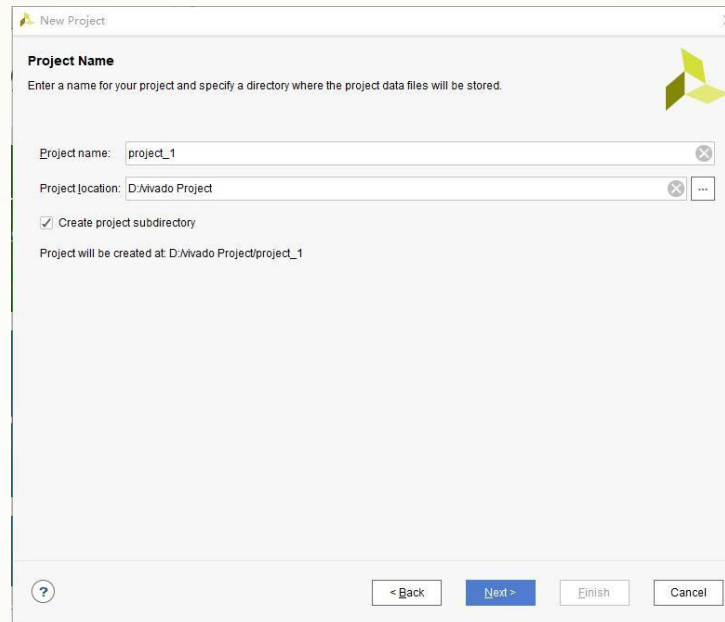 New Project
Project Name
Enter a name for your project and specify a directory where the project data files will be stored.
Project name: project_1
Project location: D:/vivado Project ...
Create project subdirectory
Project will be created at: D:/vivado Project/project_1
? < Back Next > Finish Cancel